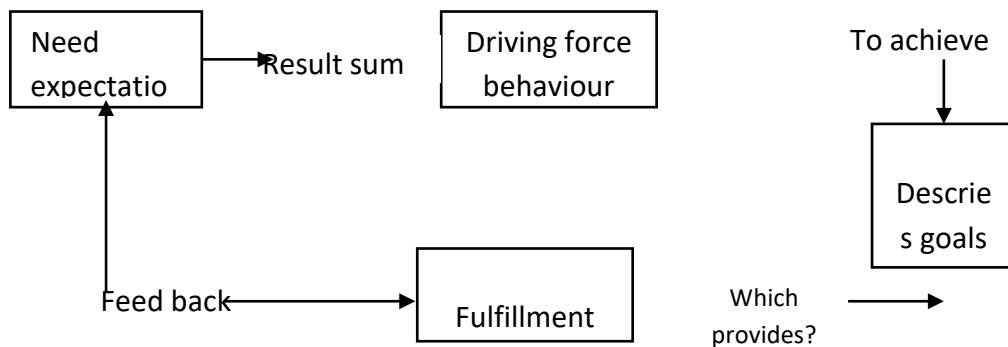 Need
expectatio
Result sum
Driving force
behaviour
To achieve
Descrie
s goals
Feed back
Fulfillment
Which
provides?